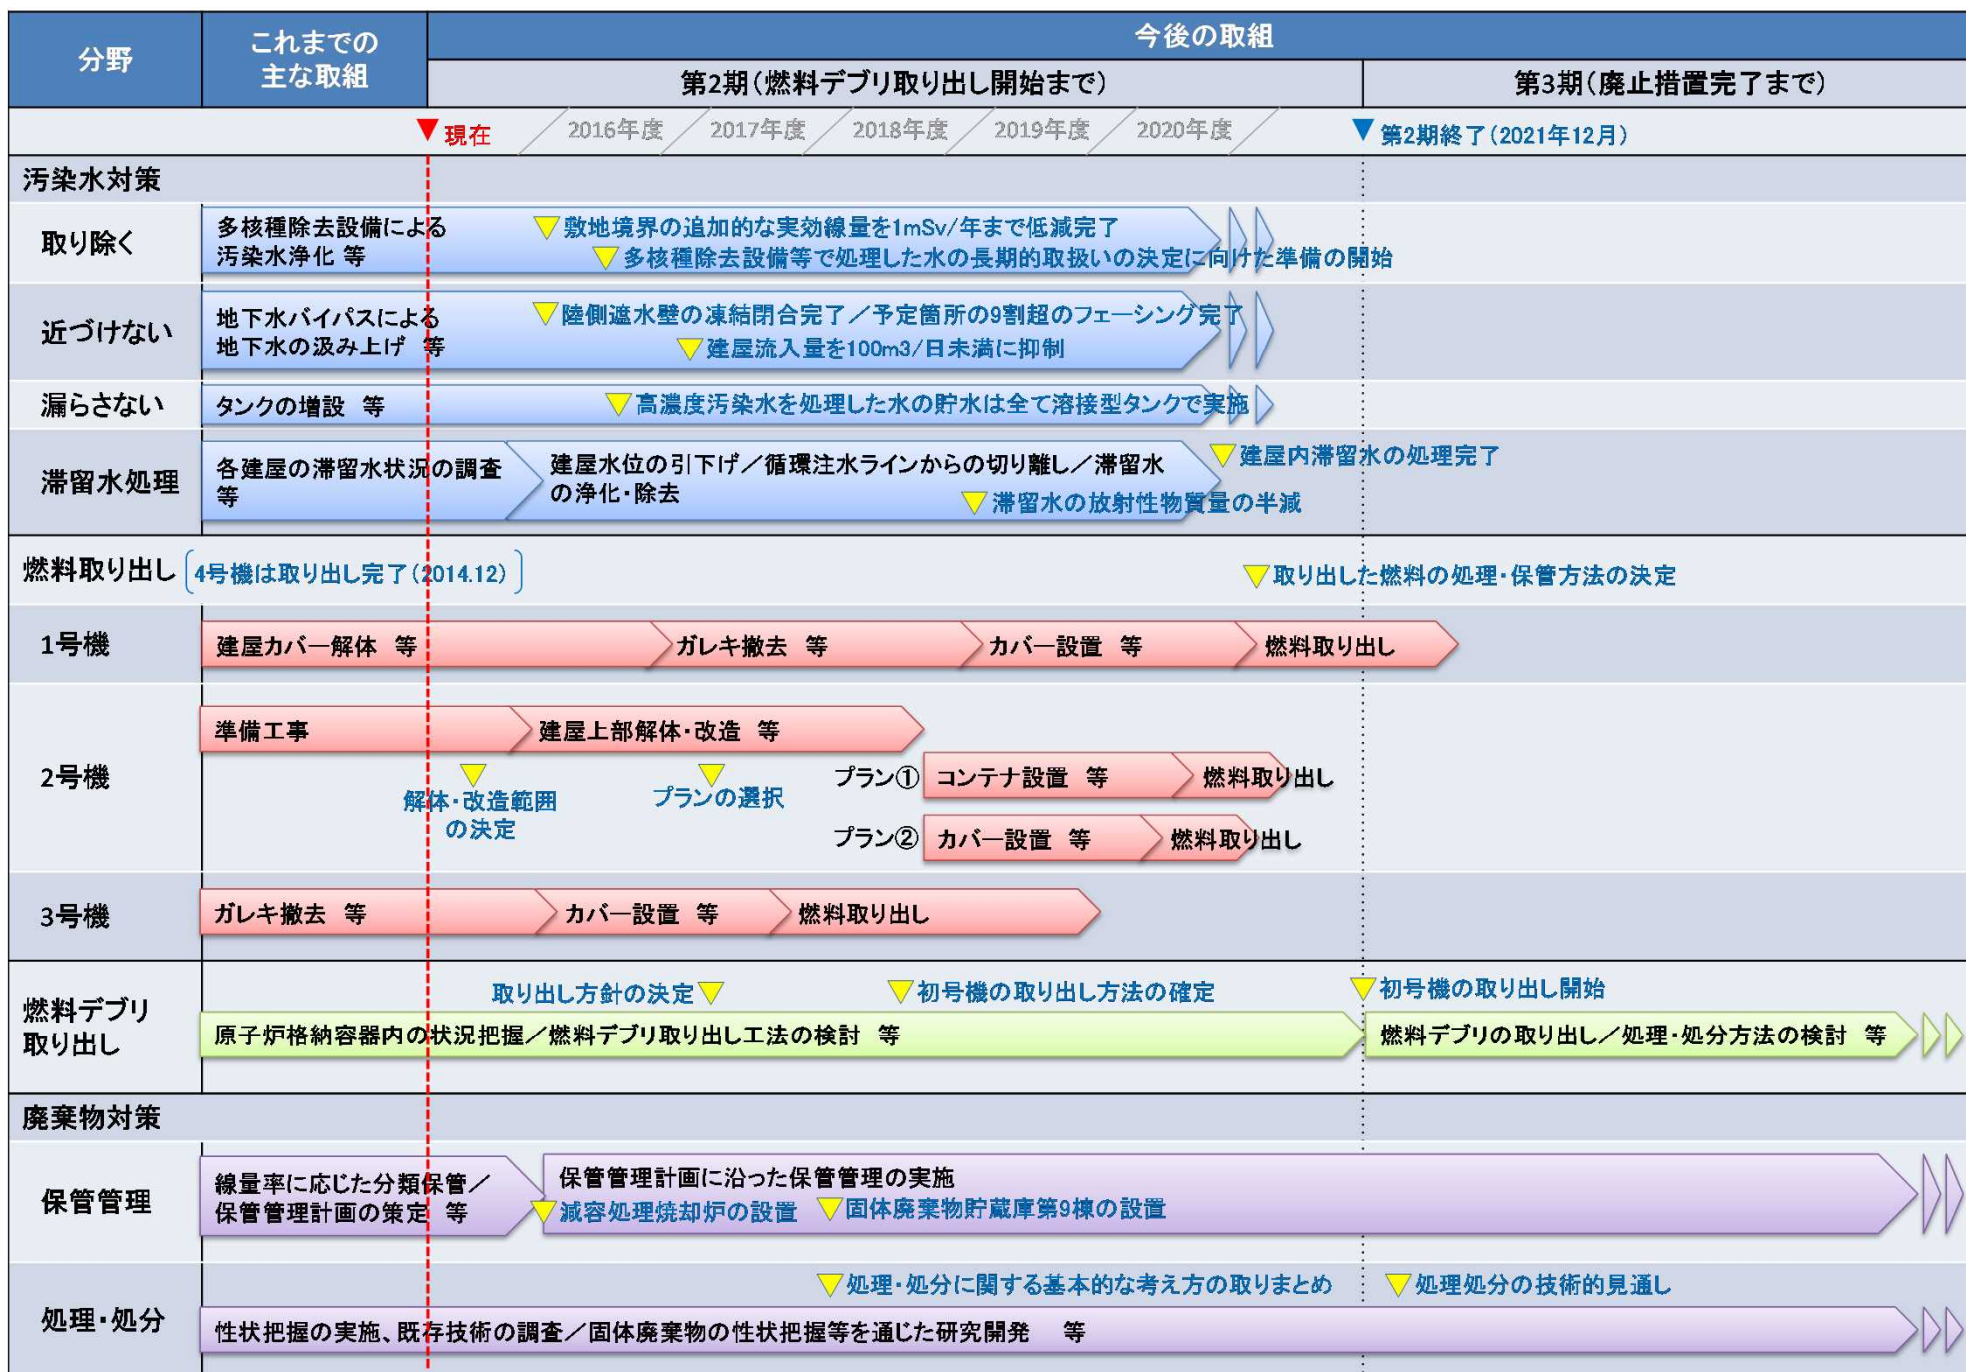 分野
これまでの
主な取組
今後の取組
第2期(燃料デブリ取り出し開始まで)
第3期(廃止措置完了まで)
▼現在
2016年度
2017年度
2018年度
2019年度
2020年度
▼第2期終了(2021年12月)
汚染水対策
取り除く
多核種除去設備による
汚染水浄化 等
敷地境界の追加的な実効線量を1mSv/年まで低減完了
多核種除去設備等で処理した水の長期的取扱いの決定に向けた準備の開始
近づけない
地下水バイパスによる
地下水の汲み上げ 等
陸側遮水壁の凍結閉合完了/予定箇所の9割超のフェーシング完了
建屋流入量を100m3/日未満に抑制
漏らさない
タンクの増設 等
高濃度汚染水を処理した水の貯水は全て溶接型タンクで実施
滞留水処理
各建屋の滞留水状況の調査
等
建屋水位の引下げ/循環注水ラインからの切り離し/滞留水
の浄化・除去
建屋内滞留水の処理完了
滞留水の放射性物質量の半減
燃料取り出し
4号機は取り出し完了(2014.12)
取り出した燃料の処理・保管方法の決定
1号機
建屋カバー解体 等
ガレキ撤去 等
カバー設置 等
燃料取り出し
2号機
準備工事
建屋上部解体・改造 等
解体・改造範囲
の決定
プランの選択
プラン①
コンテナ設置 等
燃料取り出し
プラン②
カバー設置 等
燃料取り出し
3号機
ガレキ撤去 等
カバー設置 等
燃料取り出し
燃料デブリ
取り出し
取り出し方針の決定
初号機の取り出し方法の確定
初号機の取り出し開始
原子炉格納容器内の状況把握/燃料デブリ取り出し工法の検討 等
燃料デブリの取り出し/処理・処分方法の検討 等
廃棄物対策
保管管理
線量率に応じた分類保管/
保管管理計画の策定 等
保管管理計画に沿った保管管理の実施
減容処理焼却炉の設置
固体廃棄物貯蔵庫第9棟の設置
処理・処分
処理・処分に関する基本的な考え方の取りまとめ
処理処分の技術的見通し
性状把握の実施、既存技術の調査/固体廃棄物の性状把握等を通じた研究開発 等